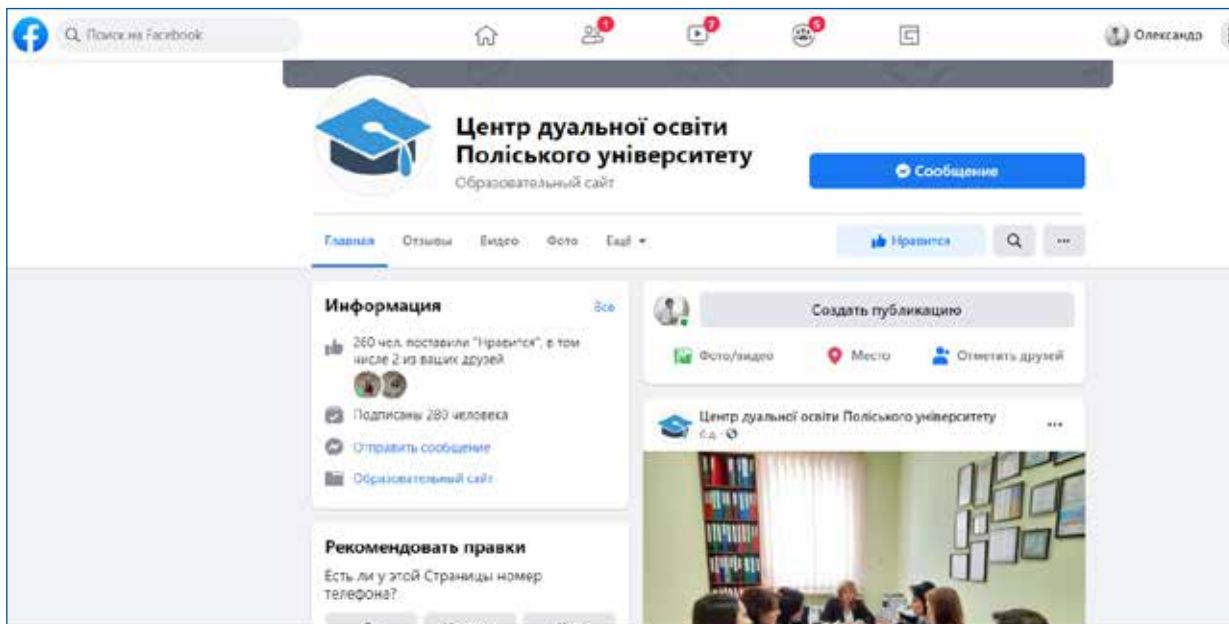 Поиск на Facebook
1
7
5
Олександр
Центр дуальної освіти
Поліського університету
Образовательный сайт
Сообщение
Главная Отзывы Видео Фото Ещё
Нравится
Информация
Все
260 чел. поставили "Нравится", в том
числе 2 из ваших друзей
Подписаны 280 человека
Отправить сообщение
Образовательный сайт
Рекомендовать правки
Есть ли у этой Страницы номер
телефона?
Создать публикацию
Фото/видео Место Отметить друзей
Центр дуальної освіти Поліського університету